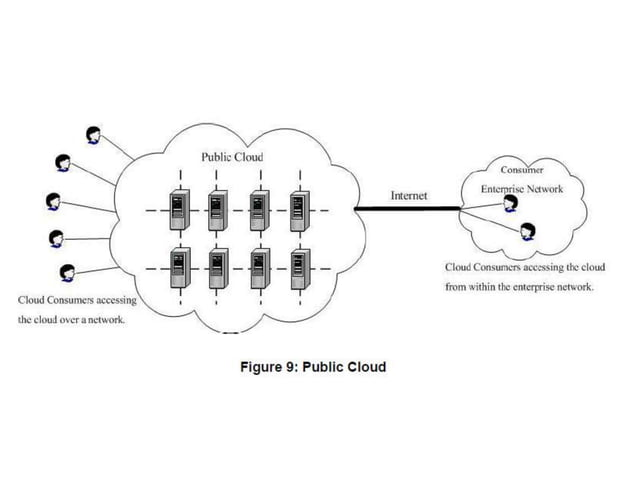 Public Cloud
Consumer
Enterprise Network
Internet
Cloud Consumers accessing the cloud
from within the enterprise network.
Cloud Consumers accessing
the cloud over a network.
Figure 9: Public Cloud